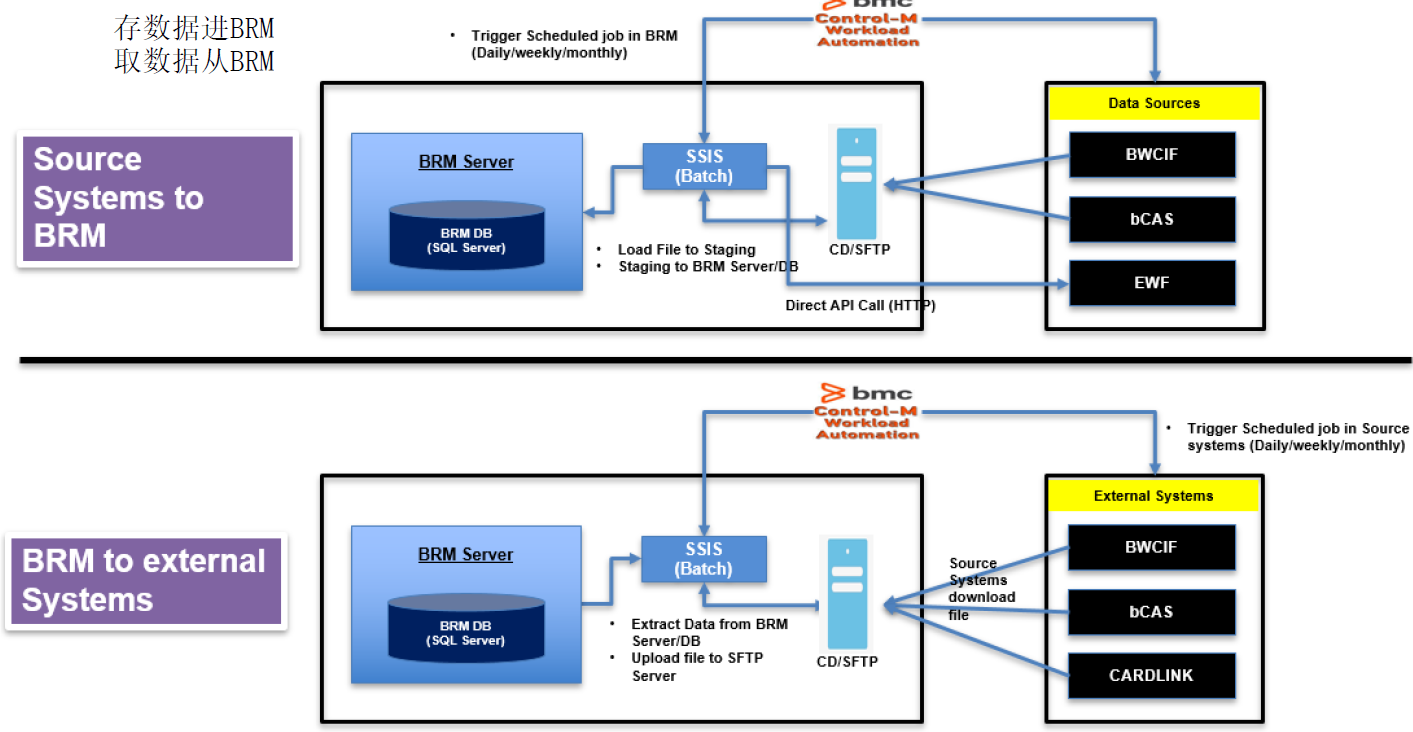 存数据进BRM
取数据从BRM
bmc
Control-M
Workload
Automation
• Trigger Scheduled job in BRM
(Daily/weekly/monthly)
Source
Systems to
BRM
BRM Server
BRM DB
(SQL Server)
SSIS
(Batch)
• Load File to Staging
• Staging to BRM Server/DB
CD/SFTP
Direct API Call (HTTP)
Data Sources
BWCIF
bCAS
EWF
bmc
Control-M
Workload
Automation
• Trigger Scheduled job in Source
systems (Daily/weekly/monthly)
BRM to external
Systems
BRM Server
BRM DB
(SQL Server)
SSIS
(Batch)
• Extract Data from BRM
Server/DB
• Upload file to SFTP
Server
CD/SFTP
Source
Systems
download
file
External Systems
BWCIF
bCAS
CARDLINK